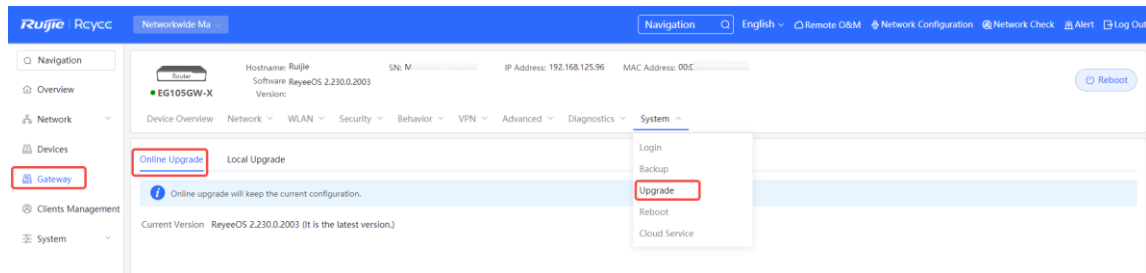 Ruijie Rcycc Networkwide Ma Navigation English Remote O&M Network Configuration Network Check Alert Log Out
Navigation
Overview
Network
Devices
Gateway
Clients Management
System
Router
EG105GW-X
Hostname: Ruijie
SN: M
IP Address: 192.168.125.96
MAC Address: 00:
Software Version: ReyeeOS 2.230.0.2003
Reboot
Device Overview Network WLAN Security Behavior VPN Advanced Diagnostics System
Login
Backup
Upgrade
Reboot
Cloud Service
Online Upgrade Local Upgrade
Online upgrade will keep the current configuration.
Current Version ReyeeOS 2.230.0.2003 (It is the latest version.)